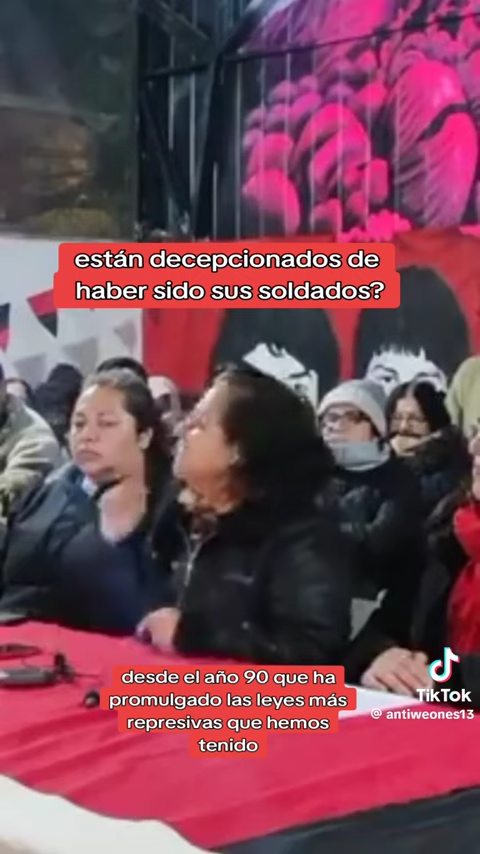 están decepcionados de
haber sido sus soldados?
desde el año 90 que ha
promulgado las leyes más
represivas que hemos
tenido
TikTok
@ antiweones13